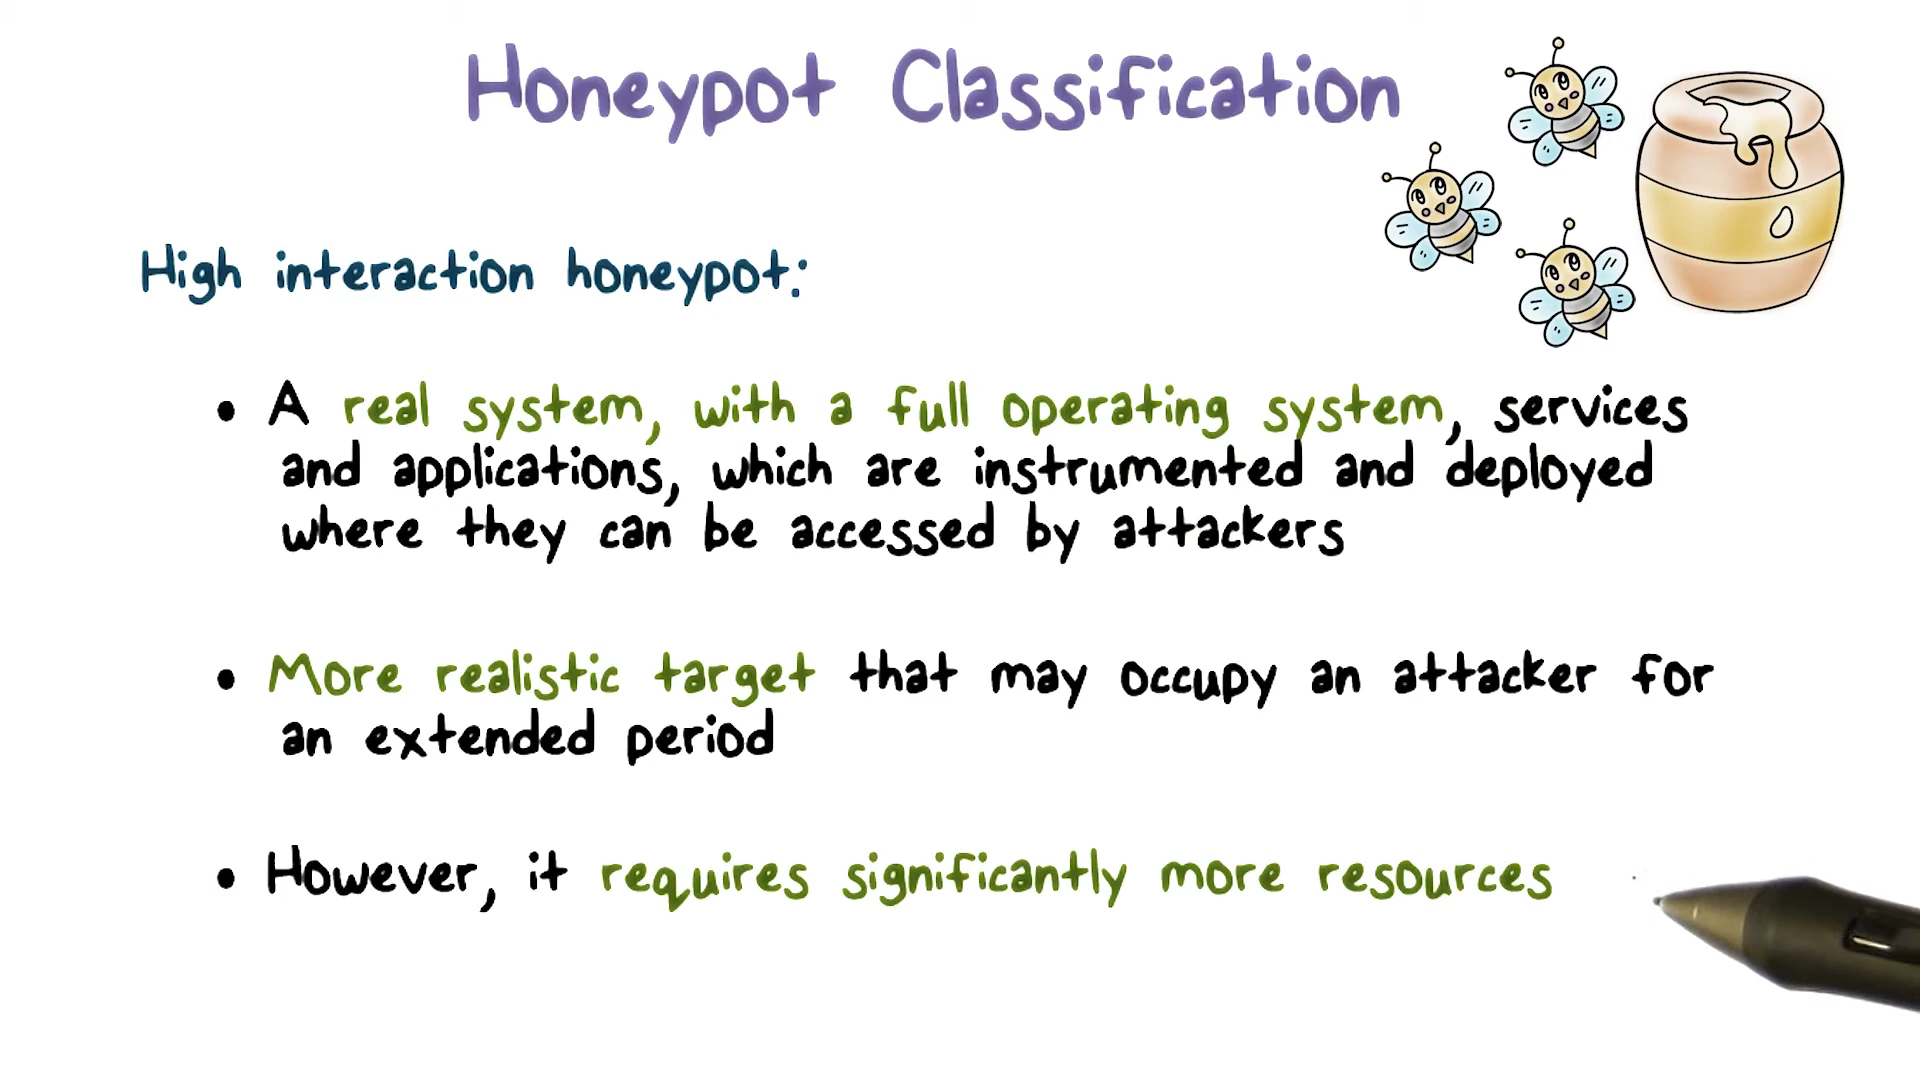 Honeypot Classification
High interaction honeypot:
• A real system, with a full operating system, services
and applications, which are instrumented and deployed
where they can be accessed by attackers
• More realistic target that may occupy an attacker for
an extended period
• However, it requires significantly more resources